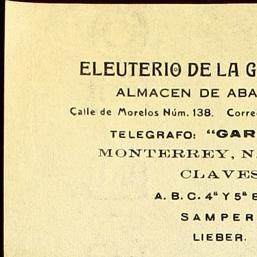 ELEUTERIO DE LA G
ALMACEN DE ABA
Calle de Morelos Núm. 138. Corre
TELEGRAFO: "GAR
MONTERREY, N
CLAVES
A. B. C. 4ª Y 5ª E
SAMPER
LIEBER.